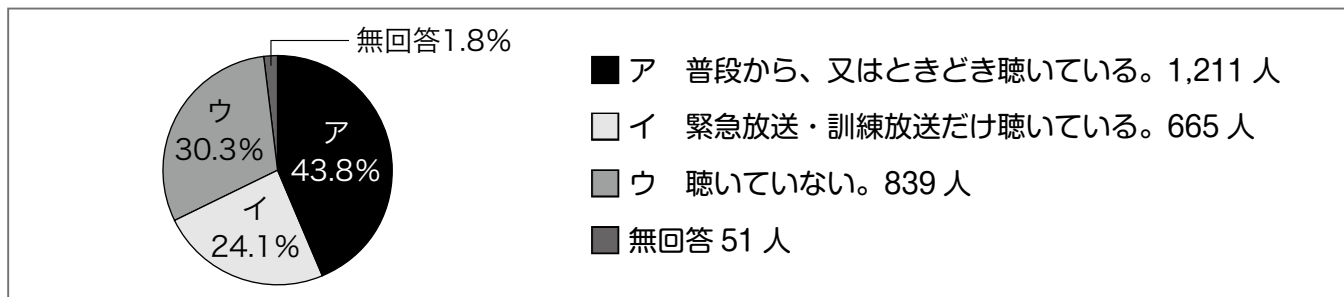 無回答1.8%
ア
43.8%
イ
24.1%
ウ
30.3%
ア　普段から、又はときどき聴いている。1,211 人
イ　緊急放送・訓練放送だけ聴いている。665 人
ウ　聴いていない。839 人
無回答 51 人